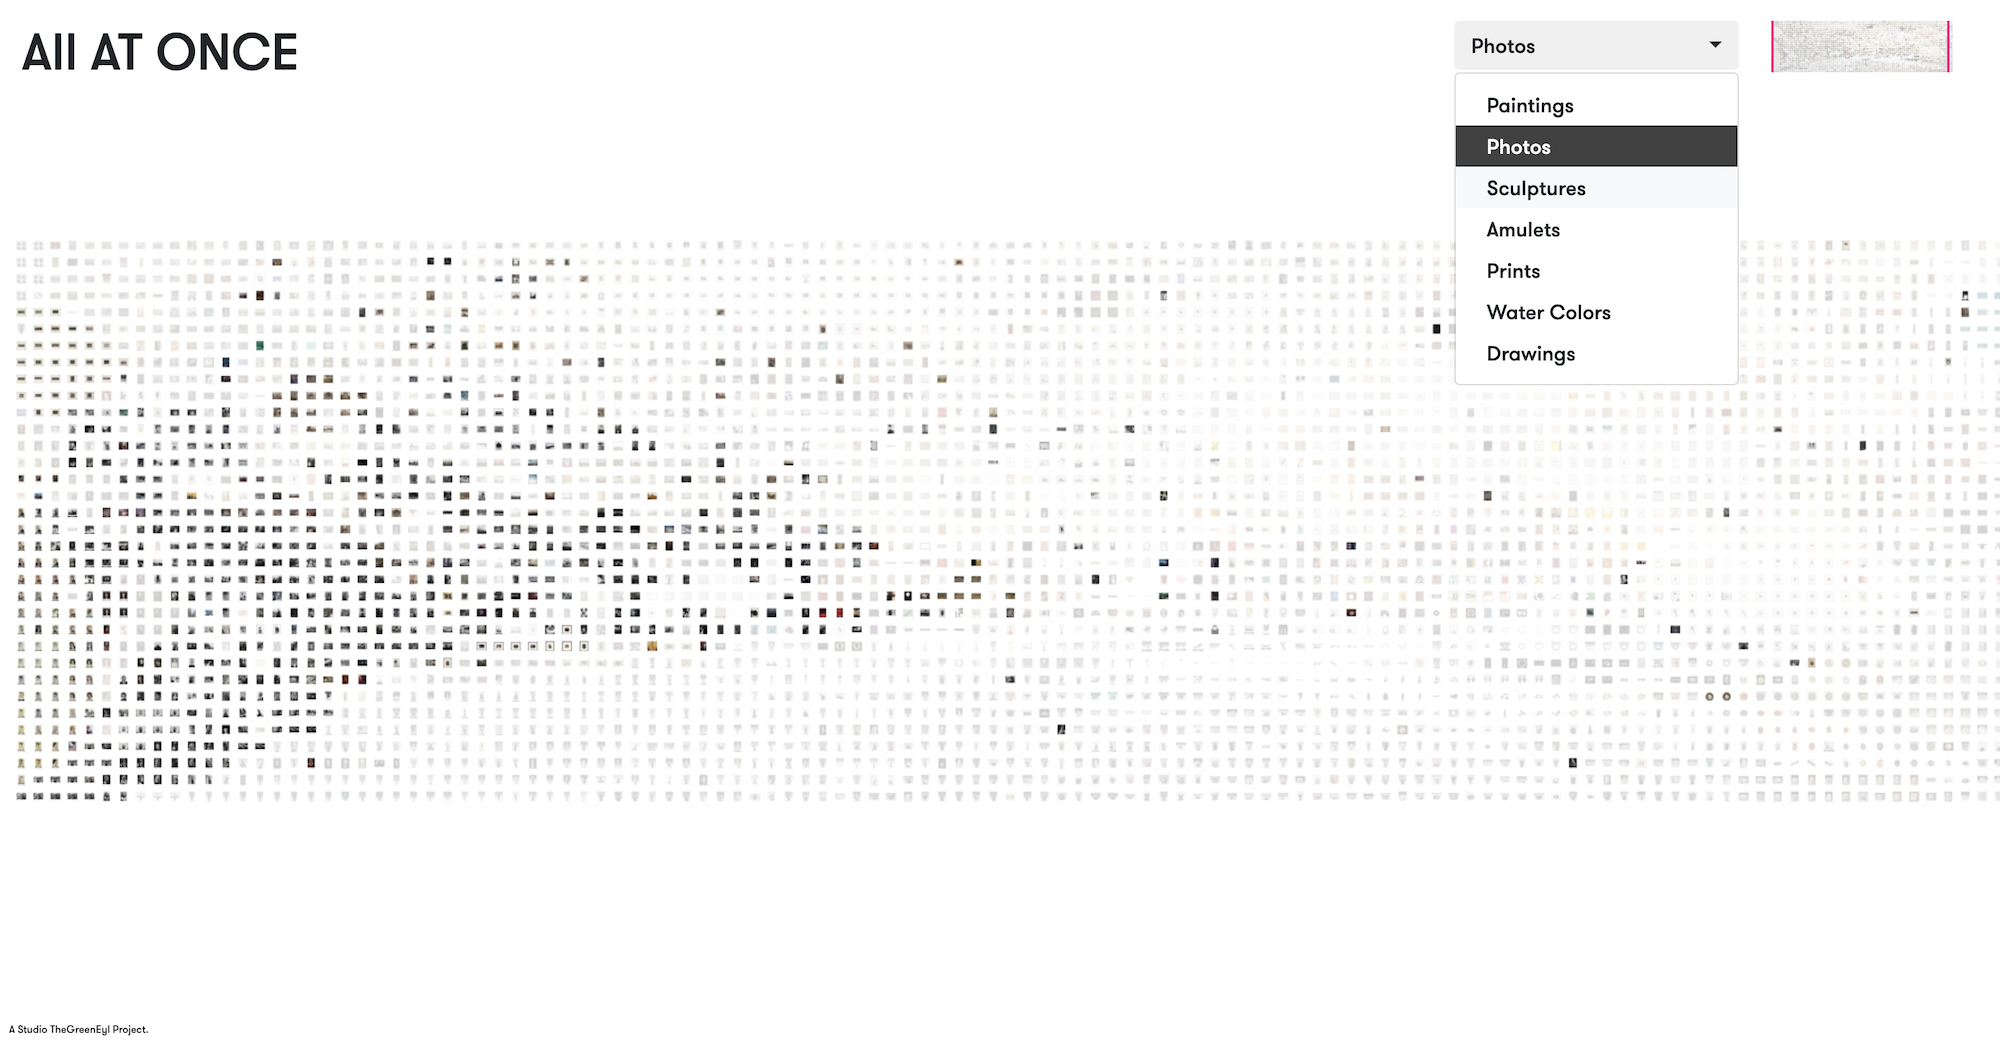 All AT ONCE
Photos
Paintings
Photos
Sculptures
Amulets
Prints
Water Colors
Drawings
A Studio TheGreenEyl Project.